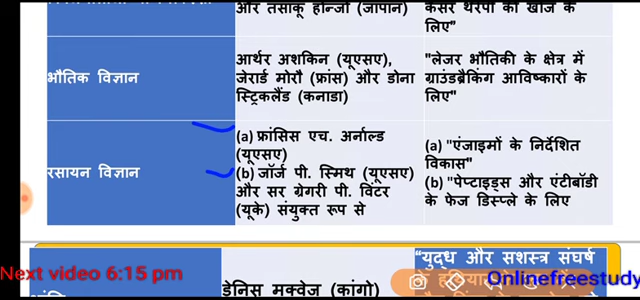 और तसाकू होन्जो (जापान)
कैंसर थेरेपी की खोज के
लिए"
भौतिक विज्ञान
आर्थर अशकिन (यूएसए),
जेरार्ड मोरौ (फ्रांस) और डोना
स्ट्रिकलैंड (कनाडा)
"लेजर भौतिकी के क्षेत्र में
ग्राउंडब्रैकिंग आविष्कारों के
लिए"
रसायन विज्ञान
(a) फ्रांसिस एच. अर्नाल्ड
(यूएसए)
(b) जॉर्ज पी. स्मिथ (यूएसए)
और सर ग्रेगरी पी. विंटर
(यूके) संयुक्त रूप से
(a) "एंजाइमों के निर्देशित
विकास"
(b) "पेप्टाइड्स और एंटीबॉडी
के फेज डिस्प्ले के लिए
"युद्ध और सशस्त्र संघर्ष
Next video 6:15 pm
Onlinefreestudy
डेनिस मक्वेज (कांगो)